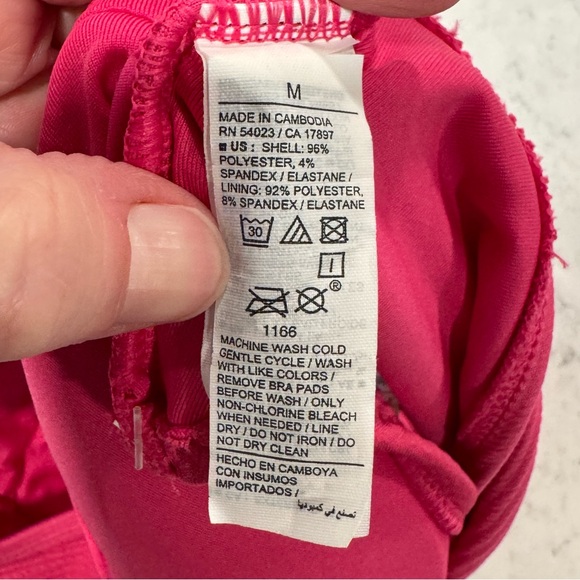 M
MADE IN CAMBODIA
RN 54023 / CA 17897
US : SHELL: 96%
POLYESTER, 4%
SPANDEX / ELASTANE /
LINING: 92% POLYESTER,
8% SPANDEX / ELASTANE
30
®
1166
MACHINE WASH COLD
GENTLE CYCLE / WASH
WITH LIKE COLORS /
REMOVE BRA PADS
BEFORE WASH / ONLY
NON-CHLORINE BLEACH
WHEN NEEDED / LINE
DRY / DO NOT IRON / DO
NOT DRY CLEAN
HECHO EN CAMBOYA
CON INSUMOS
IMPORTADOS /
صنع في كمبوديا